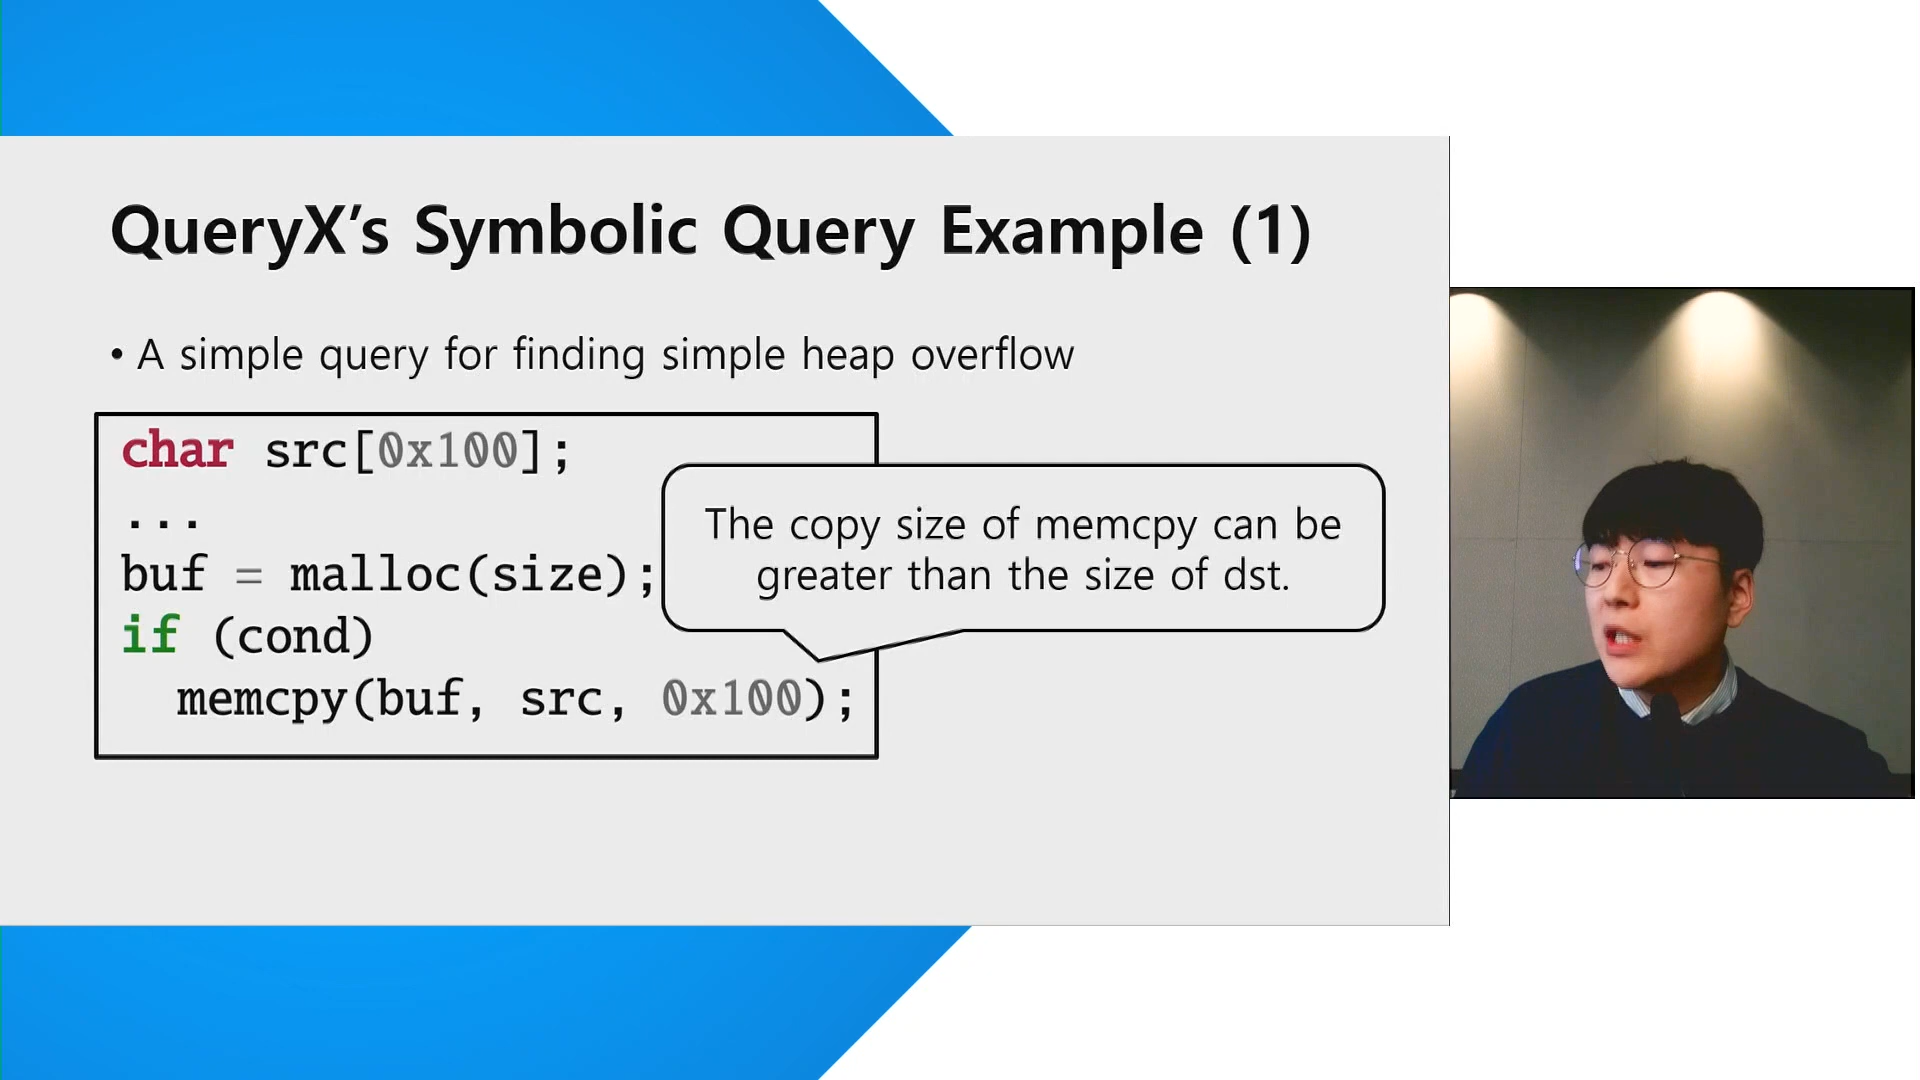 QueryX’s Symbolic Query Example (1)
• A simple query for finding simple heap overflow
char src[0x100];
...
buf = malloc(size);
if (cond)
memcpy(buf, src, 0x100);
The copy size of memcpy can be
greater than the size of dst.